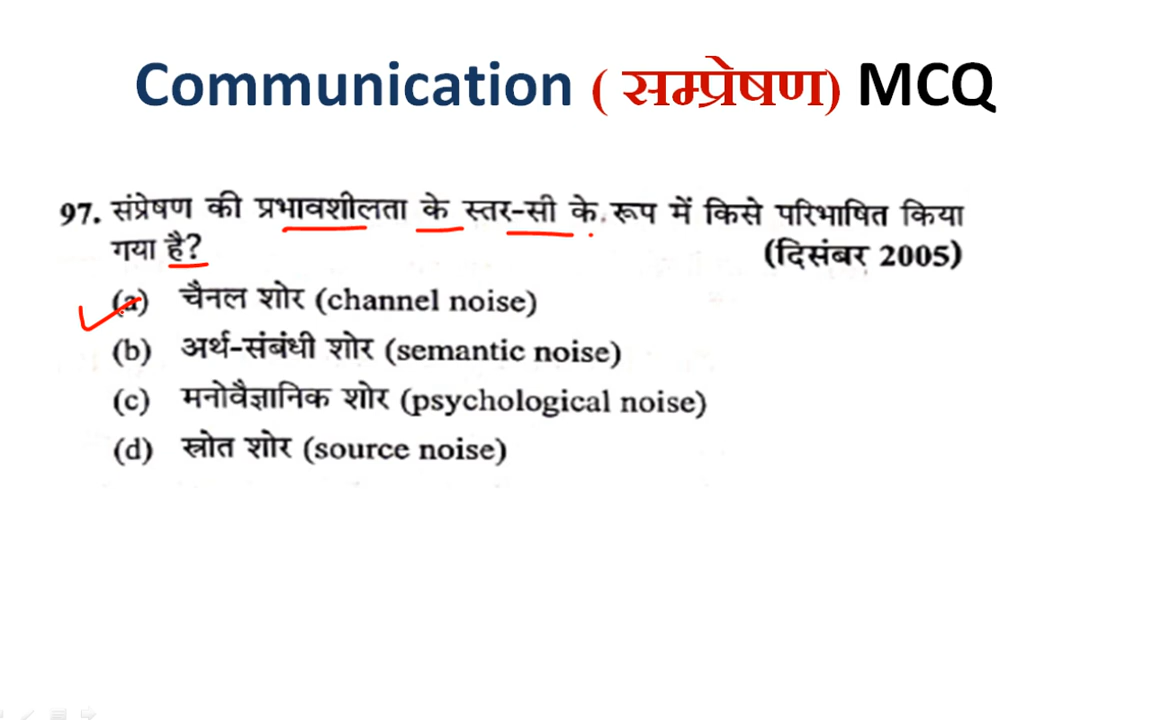 Communication ( सम्प्रेषण) MCQ
97. संप्रेषण की प्रभावशीलता के स्तर-सी के रूप में किसे परिभाषित किया
गया है? (दिसंबर 2005)
(a) चैनल शोर (channel noise)
(b) अर्थ-संबंधी शोर (semantic noise)
(c) मनोवैज्ञानिक शोर (psychological noise)
(d) स्त्रोत शोर (source noise)